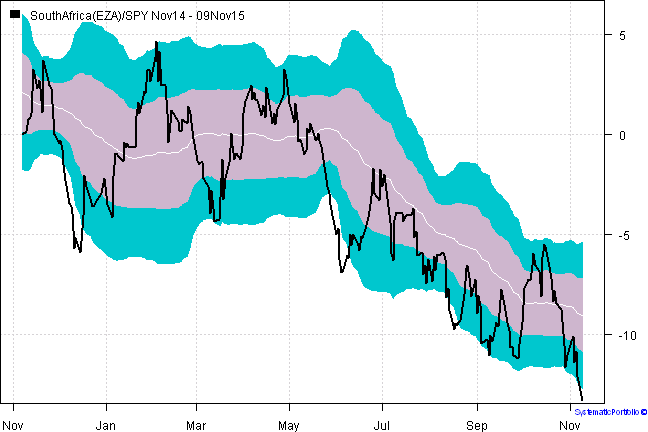 SouthAfrica(EZA)/SPY Nov14 - 09Nov15
5
0
-5
-10
SystematicPortfolio ©
Nov Jan Mar May Jul Sep Nov